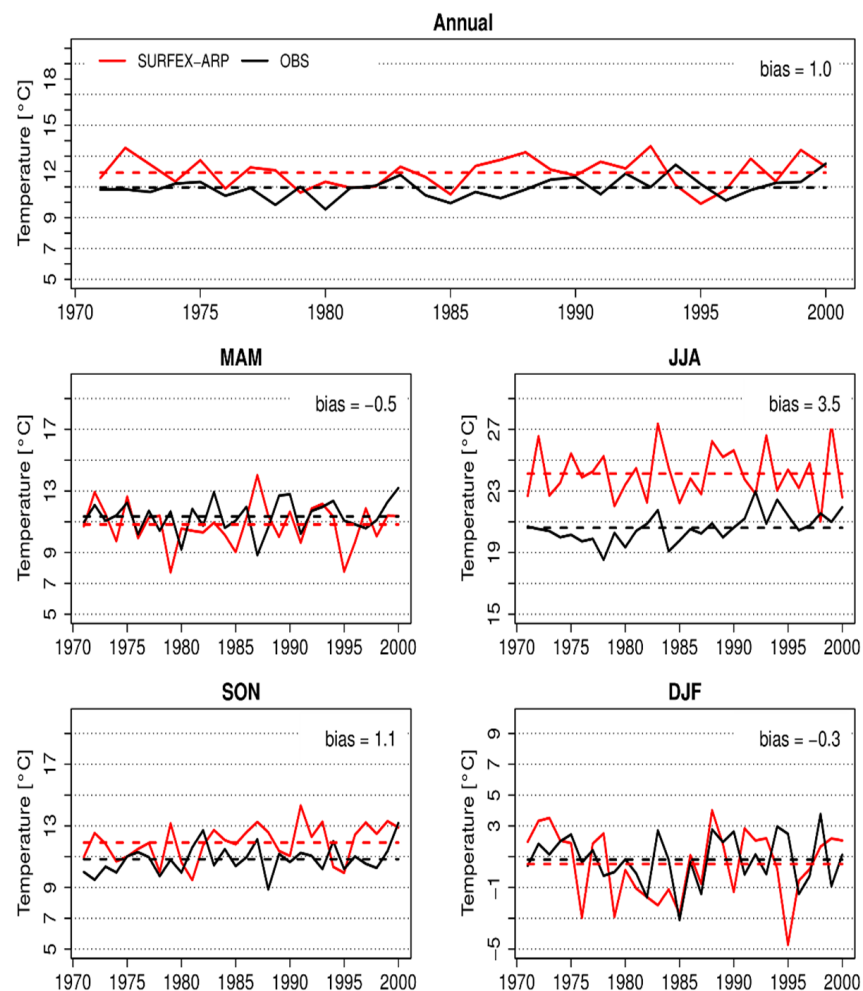 Annual
SURFEX−ARP OBS bias = 1.0
Temperature [°C]
18
15
12
9
7
5
1970 1975 1980 1985 1990 1995 2000
MAM
bias = −0.5
Temperature [°C]
17
13
9
7
5
1970 1975 1980 1985 1990 1995 2000
JJA
bias = 3.5
Temperature [°C]
27
23
19
15
1970 1975 1980 1985 1990 1995 2000
SON
bias = 1.1
Temperature [°C]
17
13
9
7
5
1970 1975 1980 1985 1990 1995 2000
DJF
bias = −0.3
Temperature [°C]
9
7
5
3
−1
−5
1970 1975 1980 1985 1990 1995 2000